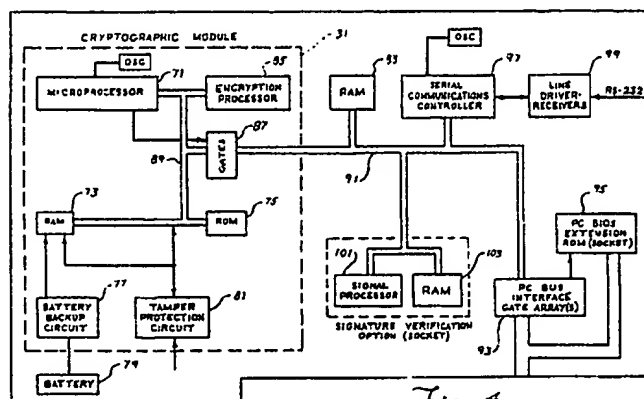 CRYPTOGRAPHIC MODULE
31
OSC
71
MICROPROCESSOR
85
ENCRYPTION
PROCESSOR
87
GATES
89
73
RAM
75
ROM
77
BATTERY
BACKUP
CIRCUIT
81
TAMPER
PROTECTION
CIRCUIT
79
BATTERY
83
RAM
OSC
97
SERIAL
COMMUNICATIONS
CONTROLLER
99
LINE
DRIVER-
RECEIVERS
RS-232
91
101
SIGNAL
PROCESSOR
103
RAM
SIGNATURE VERIFICATION
OPTION (SOCKET)
95
PC BIOS
EXTENSION
ROM (SOCKET)
PC BUS
INTERFACE
GATE ARRAY(S)
93